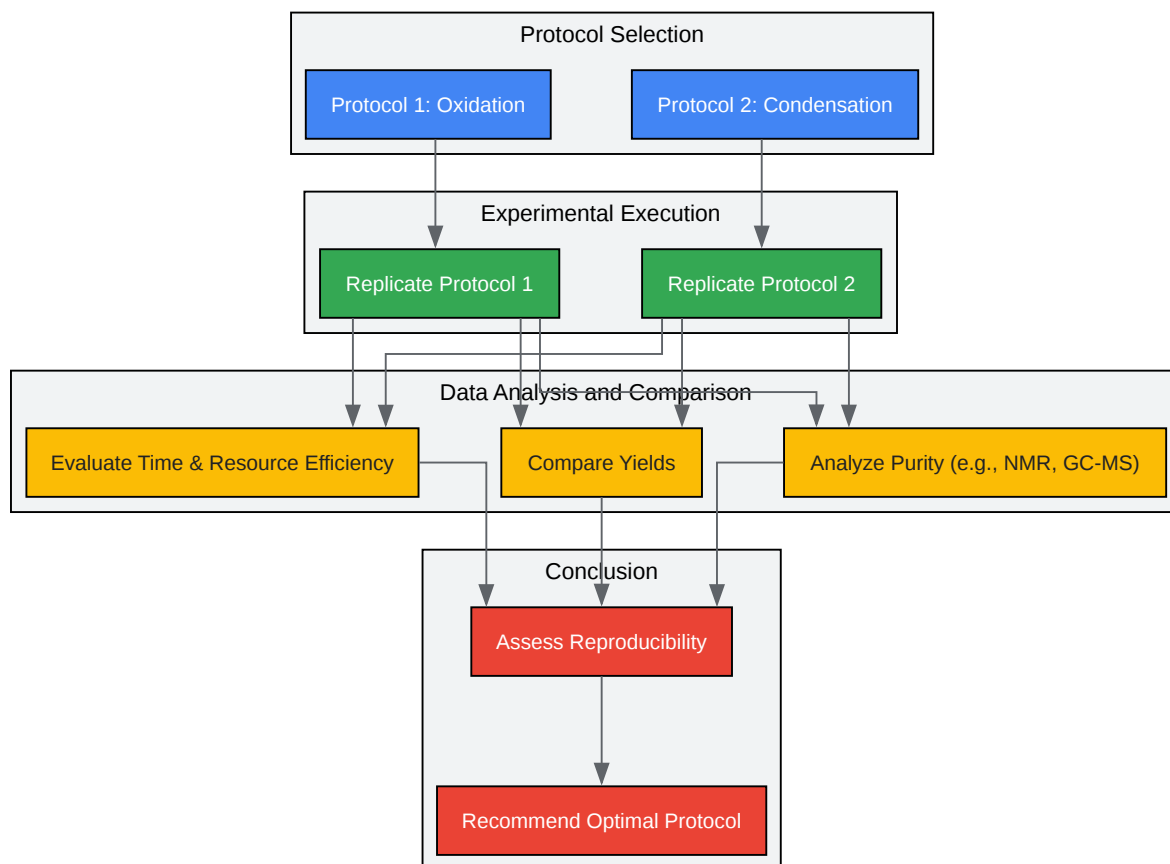 Protocol Selection
Protocol 1: Oxidation
Protocol 2: Condensation
Experimental Execution
Replicate Protocol 1
Replicate Protocol 2
Data Analysis and Comparison
Evaluate Time & Resource Efficiency
Compare Yields
Analyze Purity (e.g., NMR, GC-MS)
Conclusion
Assess Reproducibility
Recommend Optimal Protocol